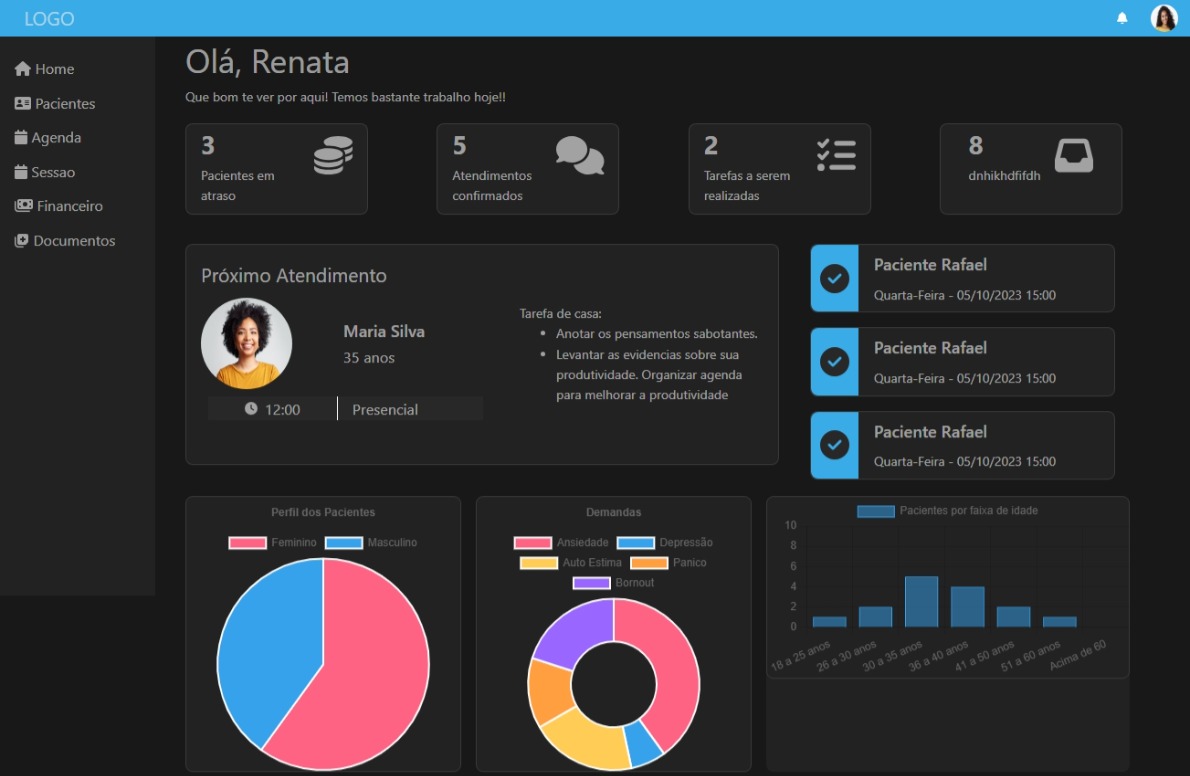 LOGO
Home
Pacientes
Agenda
Sessao
Financeiro
Documentos
Olá, Renata
Que bom te ver por aqui! Temos bastante trabalho hoje!!
3
Pacientes em
atraso
5
Atendimentos
confirmados
2
Tarefas a serem
realizadas
8
dnhikhdfifdh
Próximo Atendimento
Maria Silva
35 anos
12:00
Presencial
Tarefa de casa:
Anotar os pensamentos sabotantes.
Levantar as evidencias sobre sua
produtividade. Organizar agenda
para melhorar a produtividade
Paciente Rafael
Quarta-Feira - 05/10/2023 15:00
Paciente Rafael
Quarta-Feira - 05/10/2023 15:00
Paciente Rafael
Quarta-Feira - 05/10/2023 15:00
Perfil dos Pacientes
Feminino Masculino
Demandas
Ansiedade Depressão
Auto Estima Panico
Bornout
Pacientes por faixa de idade
10
8
6
4
2
0
18 a 25 anos
26 a 30 anos
30 a 35 anos
36 a 40 anos
41 a 50 anos
51 a 60 anos
Acima de 60